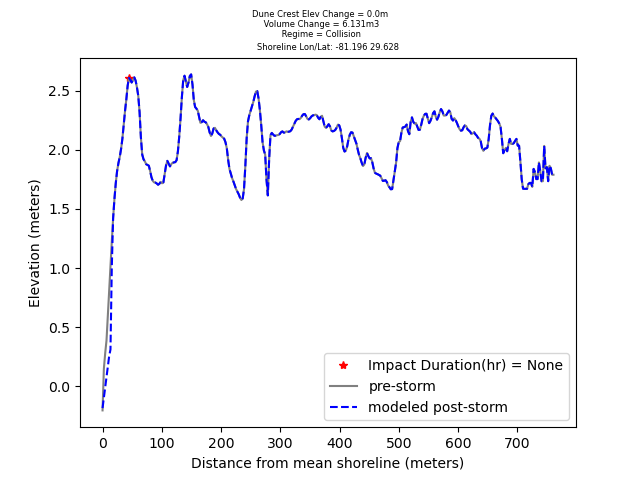 Dune Crest Elev Change = 0.0m
Volume Change = 6.131m3
Regime = Collision
Shoreline Lon/Lat: -81.196 29.628
Elevation (meters)
2.5
2.0
1.5
1.0
0.5
0.0
Impact Duration(hr) = None
pre-storm
modeled post-storm
0 100 200 300 400 500 600 700
Distance from mean shoreline (meters)